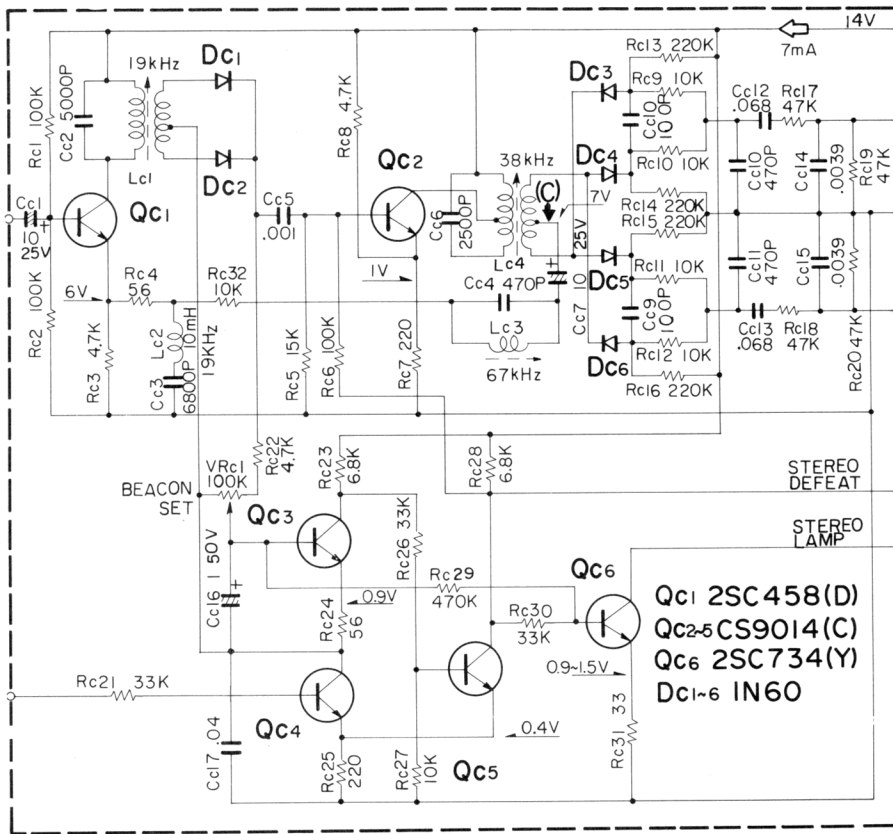 14V
7mA
19kHz
Dc1
Dc2
Cc2 5000P
Rc1 100K
Lc1
Qc1
Cc1
10
25V
+
Rc2 100K
6V
Rc4
56
Rc32
10K
Rc3 4.7K
Lc2 10mH
Cc3 6800P
19KHz
Cc5
.001
Rc8 4.7K
Qc2
1V
Rc5 15K
Rc6 100K
Rc7 220
Cc6
2500P
38kHz
(C)
7V
Lc4
Cc4 470P
Lc3
67kHz
Cc7 10 25V
+
Dc3
Dc4
Dc5
Dc6
Rc13 220K
Rc9 10K
Cc10
100P
Rc10 10K
Rc14 220K
Rc15 220K
Rc11 10K
Cc9
100P
Rc12 10K
Rc16 220K
Cc12
.068
Rc17
47K
Cc10
470P
Cc14
.0039
Rc19
47K
Cc11
470P
Cc15
.0039
Cc13
.068
Rc18
47K
Rc20 47K
Rc22
4.7K
VRc1
100K
BEACON
SET
Rc23
6.8K
Rc28
6.8K
STEREO
DEFEAT
STEREO
LAMP
Qc3
Rc26 33K
Cc16 1 50V
+
0.9V
Rc24
56
Rc29
470K
Qc6
Rc30
33K
Qc1 2SC458(D)
Qc2~5 CS9014(C)
Qc6 2SC734(Y)
Dc1~6 1N60
0.9~1.5V
Rc21 33K
Qc4
0.4V
Cc17 .04
Rc25
220
Rc27
10K
Qc5
Rc31 33